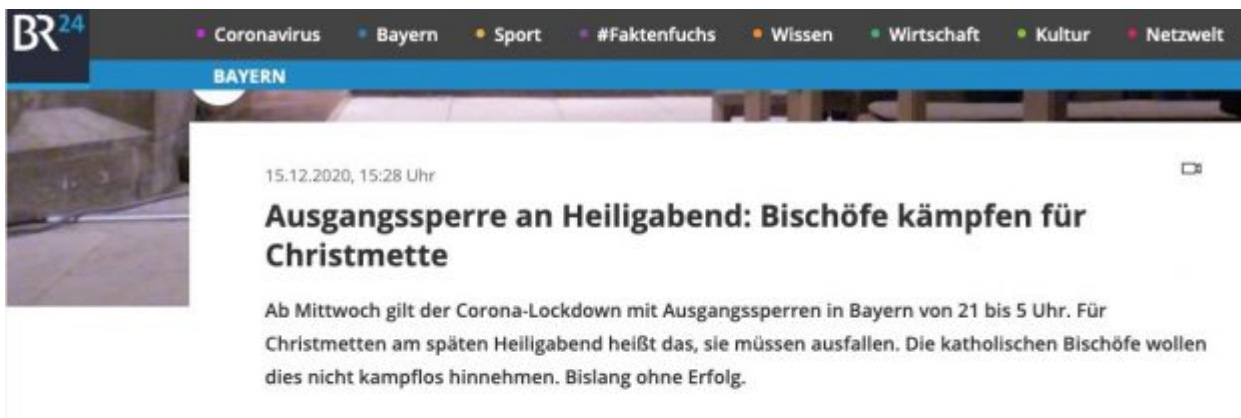 BR24
Coronavirus Bayern Sport #Faktenfuchs Wissen Wirtschaft Kultur Netzwelt
BAYERN
15.12.2020, 15:28 Uhr
Ausgangssperre an Heiligabend: Bischöfe kämpfen für
Christmette
Ab Mittwoch gilt der Corona-Lockdown mit Ausgangssperren in Bayern von 21 bis 5 Uhr. Für
Christmetten am späten Heiligabend heißt das, sie müssen ausfallen. Die katholischen Bischöfe wollen
dies nicht kampflos hinnehmen. Bislang ohne Erfolg.